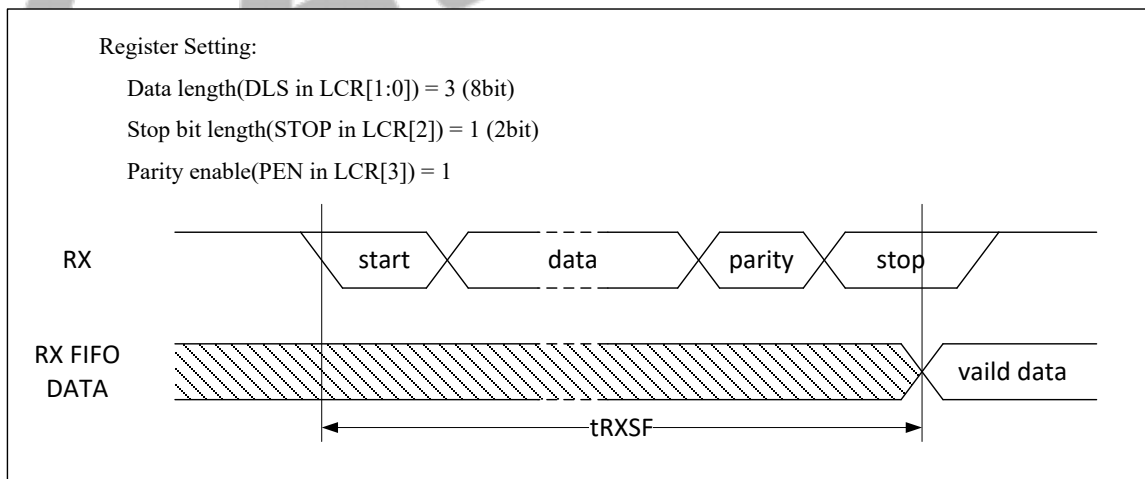 Register Setting:
Data length(DLS in LCR[1:0]) = 3 (8bit)
Stop bit length(STOP in LCR[2]) = 1 (2bit)
Parity enable(PEN in LCR[3]) = 1
RX
start
data
parity
stop
RX FIFO
DATA
vaild data
tRXSF